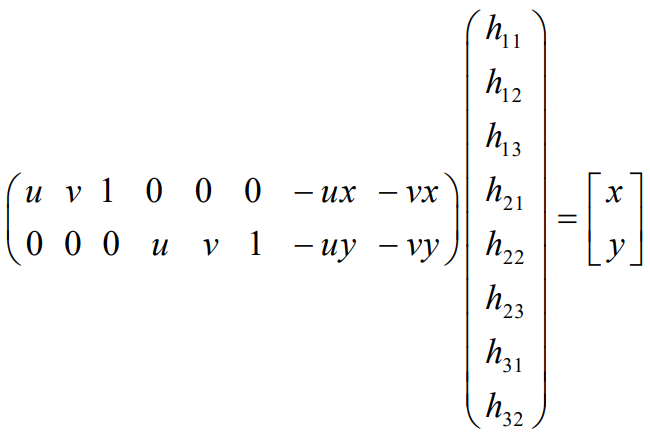 h₁₁
h₁₂
h₁₃
u v 1 0 0 0 − ux − vx h₂₁ = x
0 0 0 u v 1 − uy − vy h₂₂ y
h₂₃
h₃₁
h₃₂